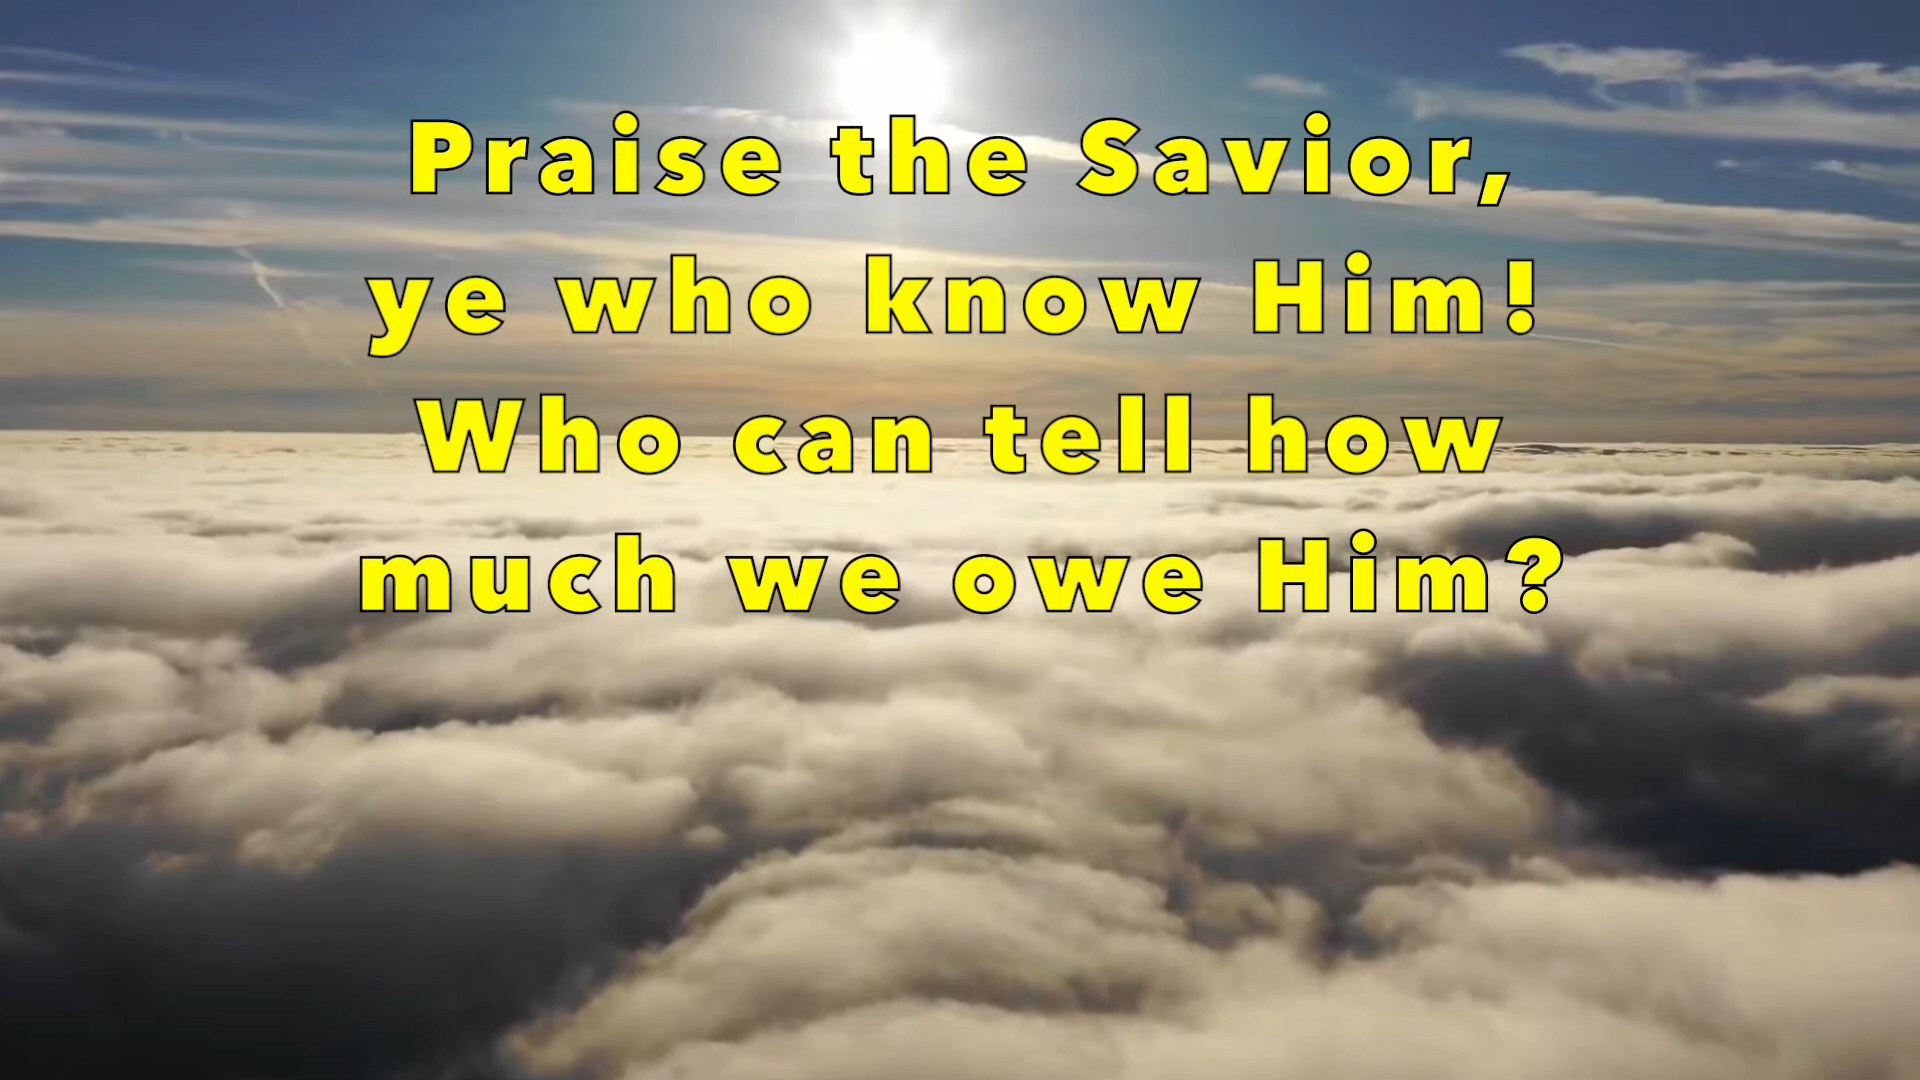 Praise the Savior,
ye who know Him!
Who can tell how
much we owe Him?